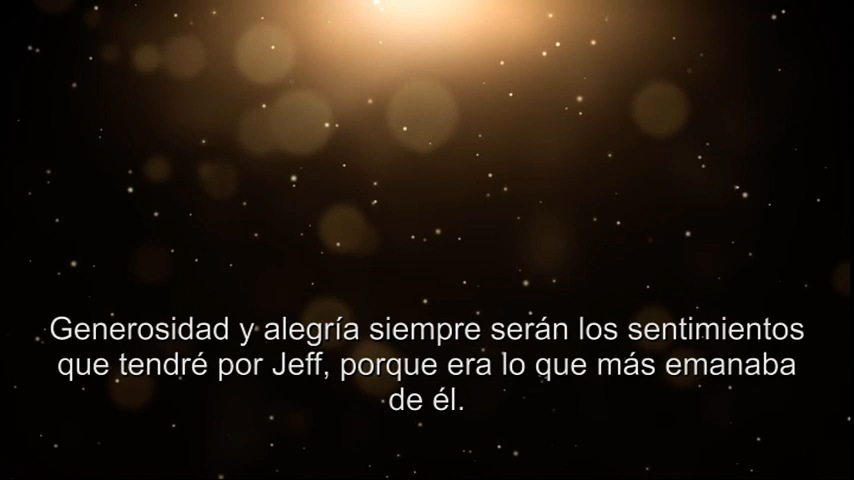 Generosidad y alegría siempre serán los sentimientos
que tendré por Jeff, porque era lo que más emanaba
de él.